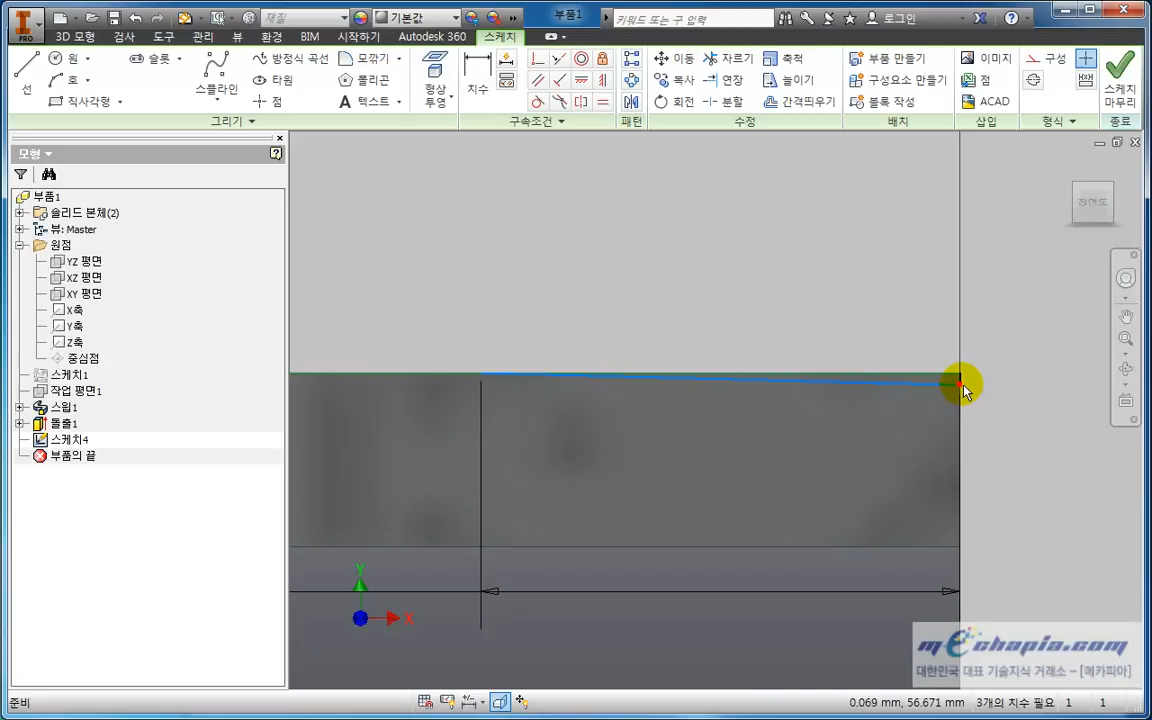 PRO
재질
기본값
부품1
키워드 또는 구 입력
로그인
3D 모형 검사 도구 관리 뷰 환경 BIM 시작하기 Autodesk 360 스케치
선
원
호
직사각형
스플라인
슬롯
방정식 곡선
타원
점
모깎기
폴리곤
텍스트
형상
투영
치수
이동
복사
회전
자르기
연장
분할
축척
늘이기
간격띄우기
부품 만들기
구성요소 만들기
블록 작성
이미지
점
ACAD
구성
스케치
마무리
그리기 구속조건 패턴 수정 배치 삽입 형식 종료
모형
부품1
솔리드 본체(2)
뷰: Master
원점
YZ 평면
XZ 평면
XY 평면
X축
Y축
Z축
중심점
스케치1
작업 평면1
스윕1
돌출1
스케치4
부품의 끝
정면도
Y
X
mEchapia.com
대한민국 대표 기술지식 거래소 – [메카피아]
준비
0.069 mm, 56.671 mm 3개의 치수 필요 1 1